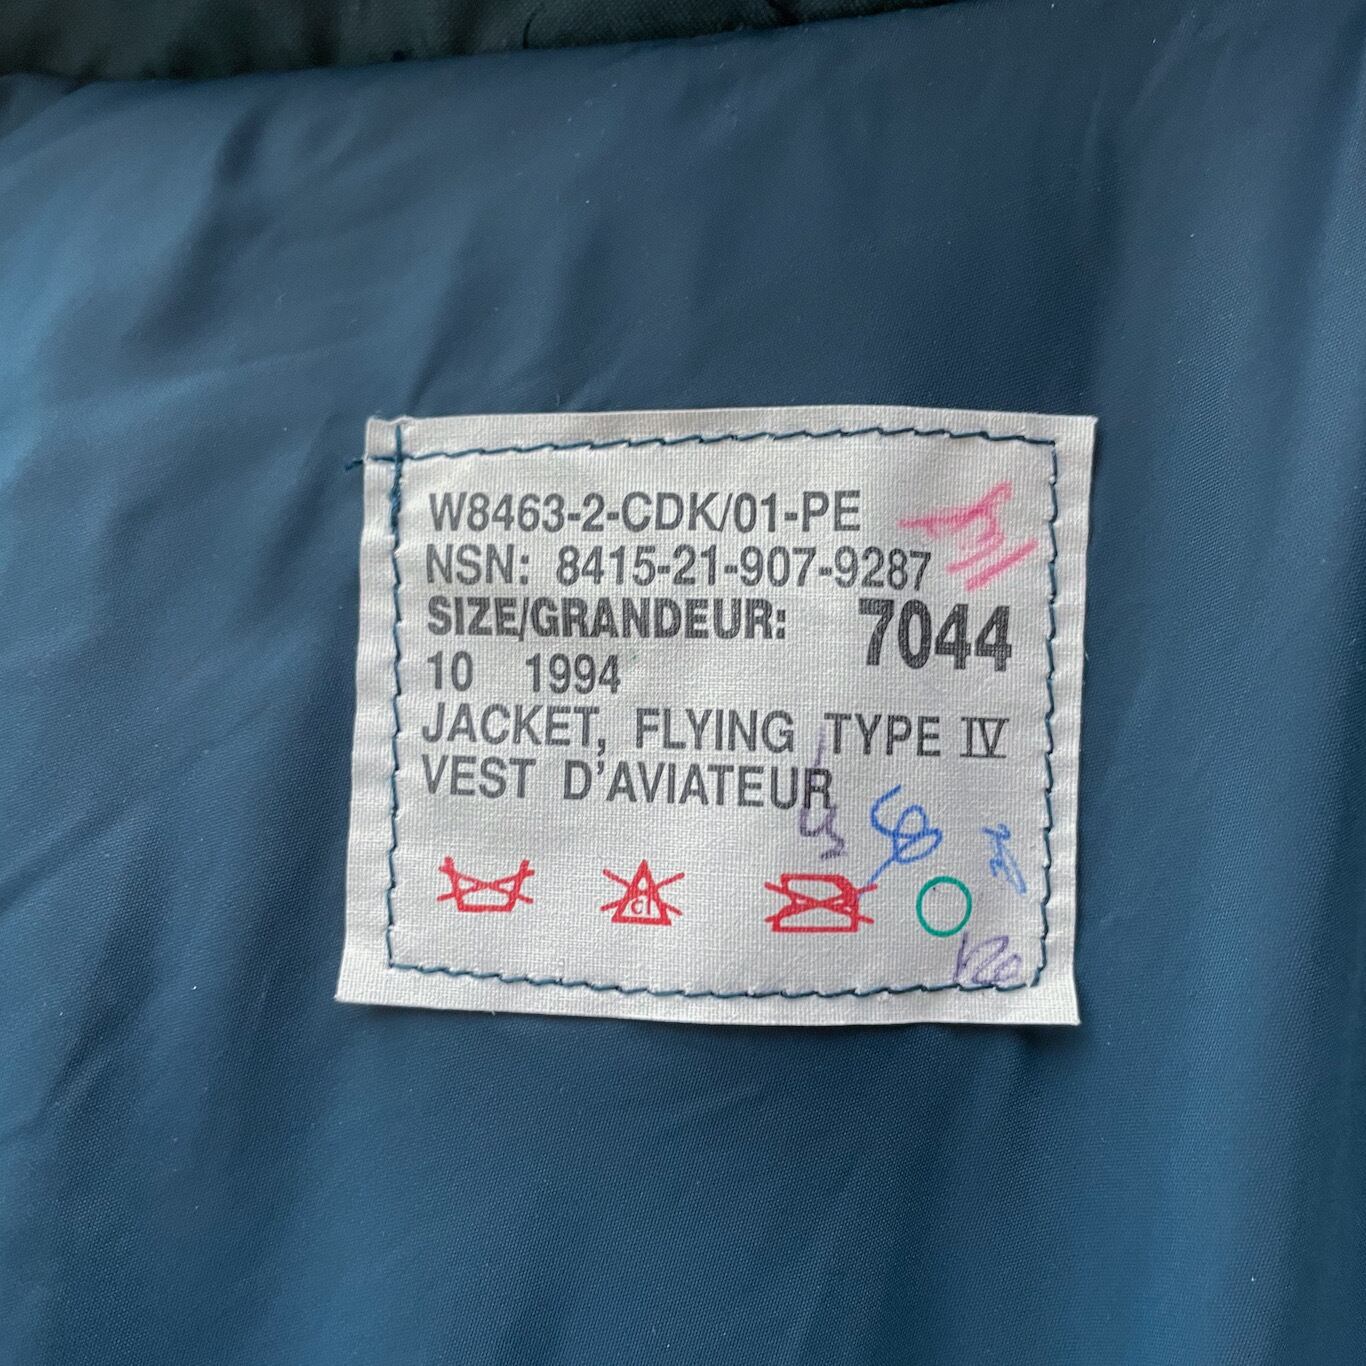 W8463-2-CDK/01-PE
NSN: 8415-21-907-9287
SIZE/GRANDEUR: 7044
10 1994
JACKET, FLYING TYPE IV
VEST D'AVIATEUR
cl